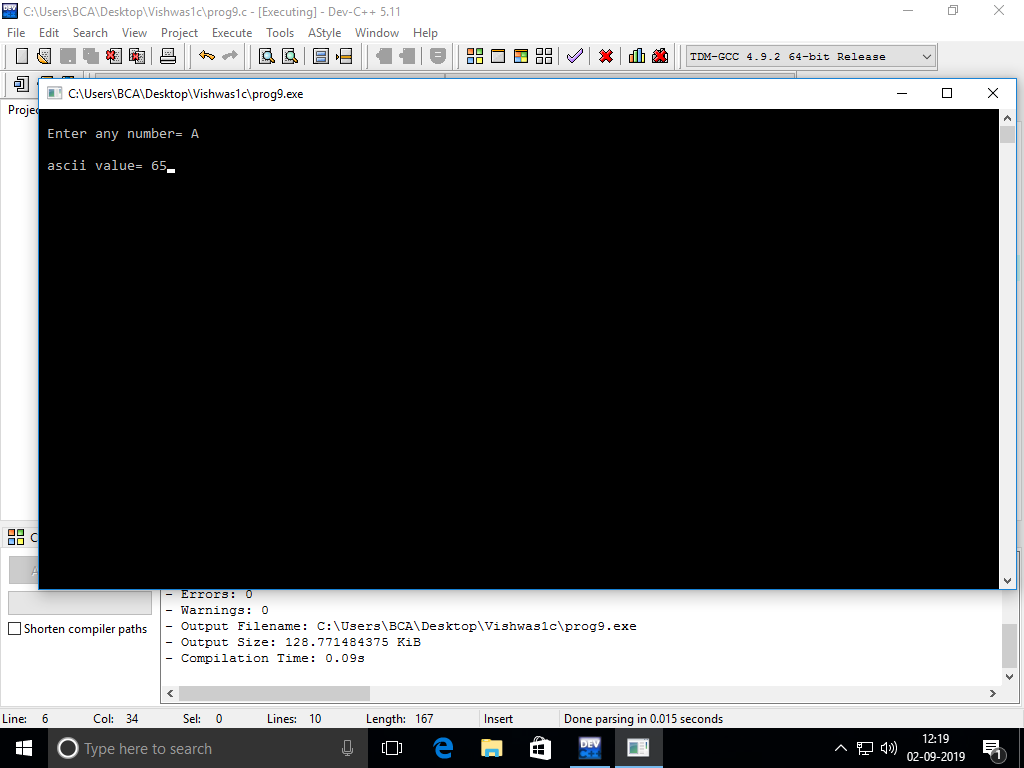 C:\Users\BCA\Desktop\Vishwas1c\prog9.c - [Executing] - Dev-C++ 5.11
File Edit Search View Project Execute Tools AStyle Window Help
TDM-GCC 4.9.2 64-bit Release
C:\Users\BCA\Desktop\Vishwas1c\prog9.exe
Enter any number= A
ascii value= 65
- Errors: 0
- Warnings: 0
- Output Filename: C:\Users\BCA\Desktop\Vishwas1c\prog9.exe
- Output Size: 128.771484375 KiB
- Compilation Time: 0.09s
Shorten compiler paths
Line: 6 Col: 34 Sel: 0 Lines: 10 Length: 167 Insert Done parsing in 0.015 seconds
Type here to search
DEV C++
12:19
02-09-2019
1